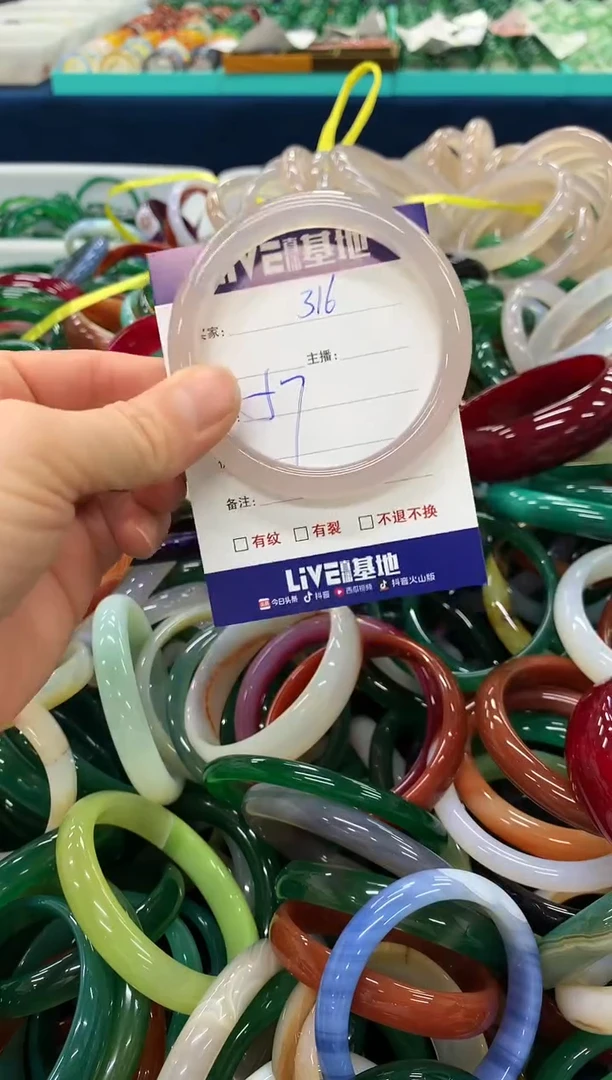 LiVE基地
316
买家:
主播:
57
备注:
□有纹 □有裂 □不退不换
LiVE基地
今日头条 抖音 西瓜视频 抖音火山版